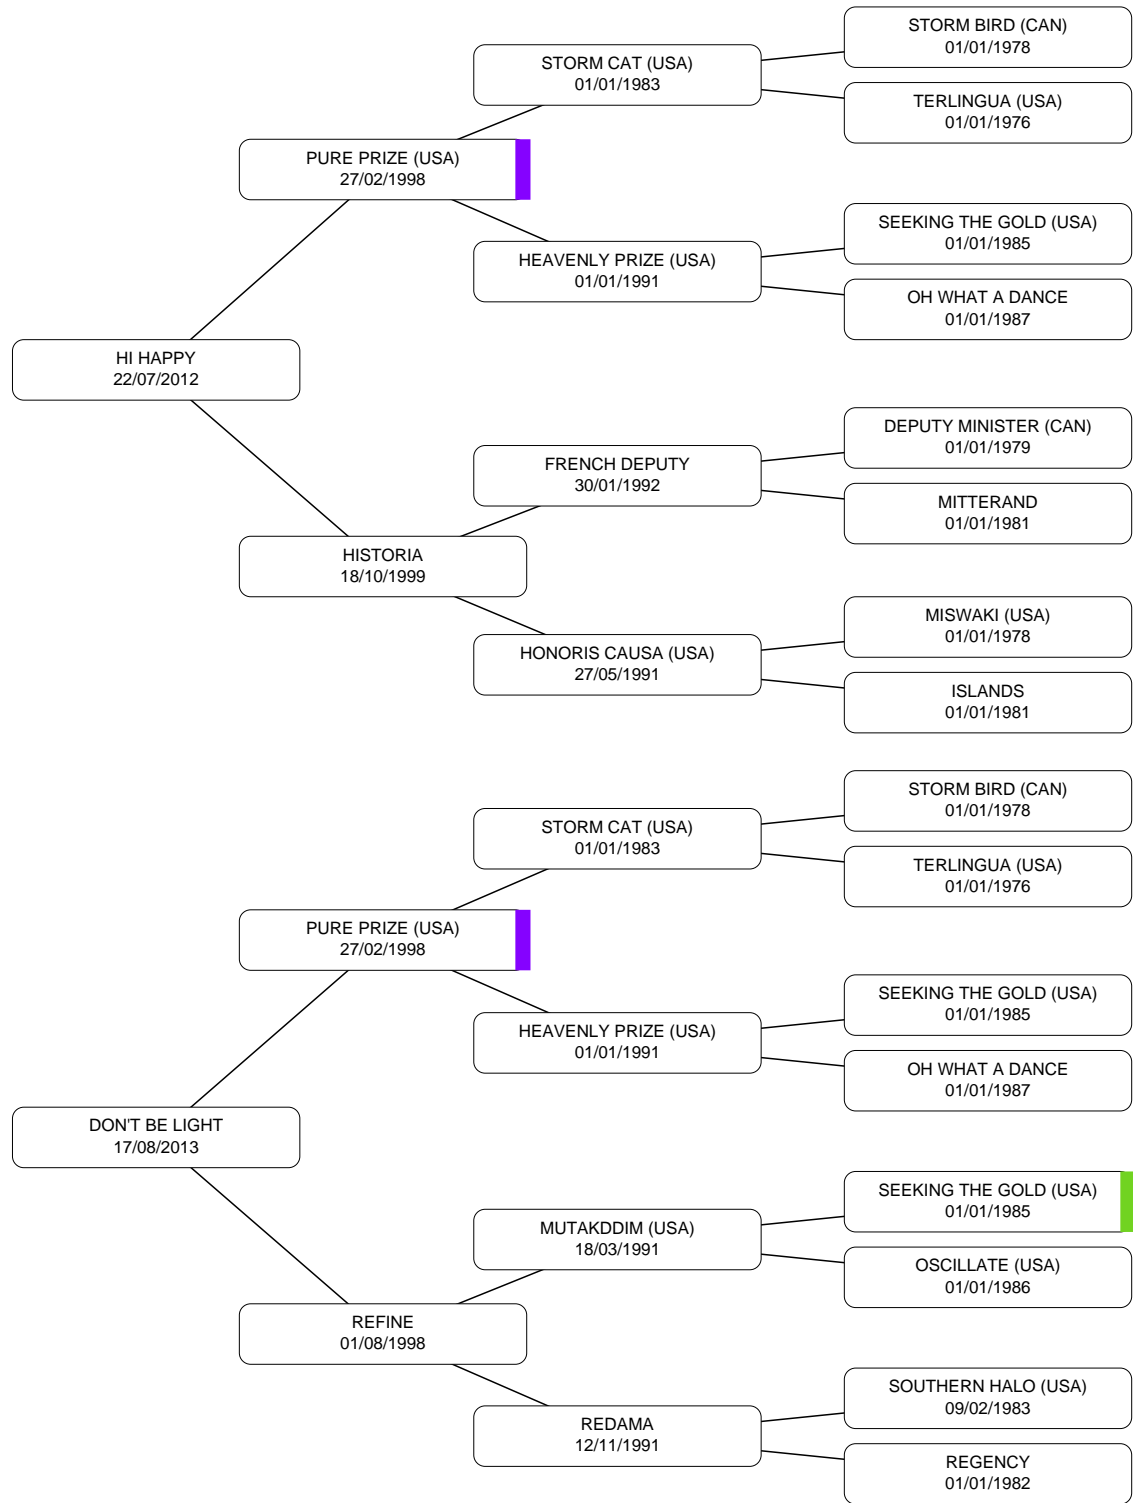 STORM BIRD (CAN)
01/01/1978
STORM CAT (USA)
01/01/1983
TERLINGUA (USA)
01/01/1976
PURE PRIZE (USA)
27/02/1998
SEEKING THE GOLD (USA)
01/01/1985
HEAVENLY PRIZE (USA)
01/01/1991
OH WHAT A DANCE
01/01/1987
HI HAPPY
22/07/2012
DEPUTY MINISTER (CAN)
01/01/1979
FRENCH DEPUTY
30/01/1992
MITTERAND
01/01/1981
HISTORIA
18/10/1999
MISWAKI (USA)
01/01/1978
HONORIS CAUSA (USA)
27/05/1991
ISLANDS
01/01/1981
STORM BIRD (CAN)
01/01/1978
STORM CAT (USA)
01/01/1983
TERLINGUA (USA)
01/01/1976
PURE PRIZE (USA)
27/02/1998
SEEKING THE GOLD (USA)
01/01/1985
HEAVENLY PRIZE (USA)
01/01/1991
OH WHAT A DANCE
01/01/1987
DON'T BE LIGHT
17/08/2013
SEEKING THE GOLD (USA)
01/01/1985
MUTAKDDIM (USA)
18/03/1991
OSCILLATE (USA)
01/01/1986
REFINE
01/08/1998
SOUTHERN HALO (USA)
09/02/1983
REDAMA
12/11/1991
REGENCY
01/01/1982